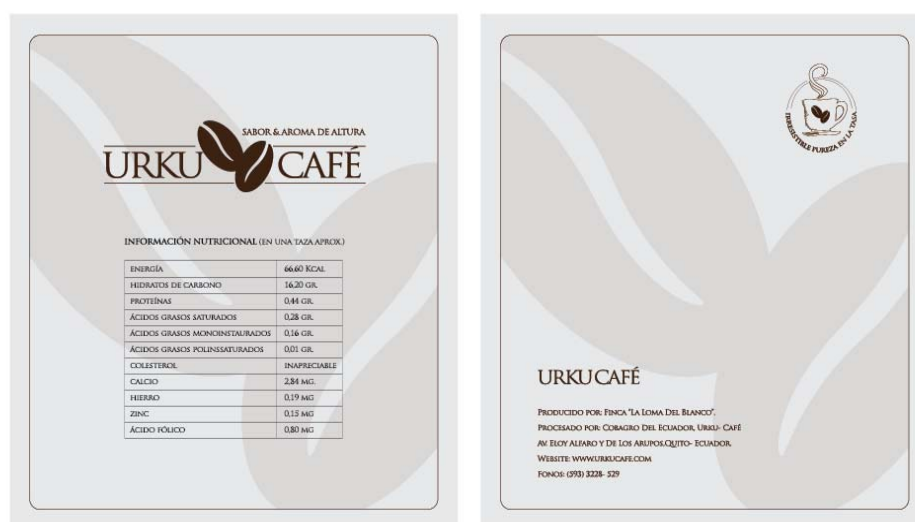 SABOR & AROMA DE ALTURA
URKU CAFÉ
INFORMACIÓN NUTRICIONAL (EN UNA TAZA APROX.)
ENERGÍA 66,60 KCAL
HIDRATOS DE CARBONO 16,20 GR.
PROTEÍNAS 0,44 GR.
ÁCIDOS GRASOS SATURADOS 0,28 GR.
ÁCIDOS GRASOS MONOINSTAURADOS 0,16 GR.
ÁCIDOS GRASOS POLINSSATURADOS 0,01 GR.
COLESTEROL INAPRECIABLE
CALCIO 2,84 MG.
HIERRO 0,19 MG
ZINC 0,15 MG
ÁCIDO FÓLICO 0,80 MG
IRRESISTIBLE PUREZA EN LA TASA
URKU CAFÉ
PRODUCIDO POR: FINCA "LA LOMA DEL BLANCO".
PROCESADO POR: COBAGRO DEL ECUADOR, URKU- CAFÉ
AV. ELOY ALFARO Y DE LOS ARUPOS.QUITO- ECUADOR.
WEBSITE: WWW.URKUCAFE.COM
FONOS: (593) 3228- 529